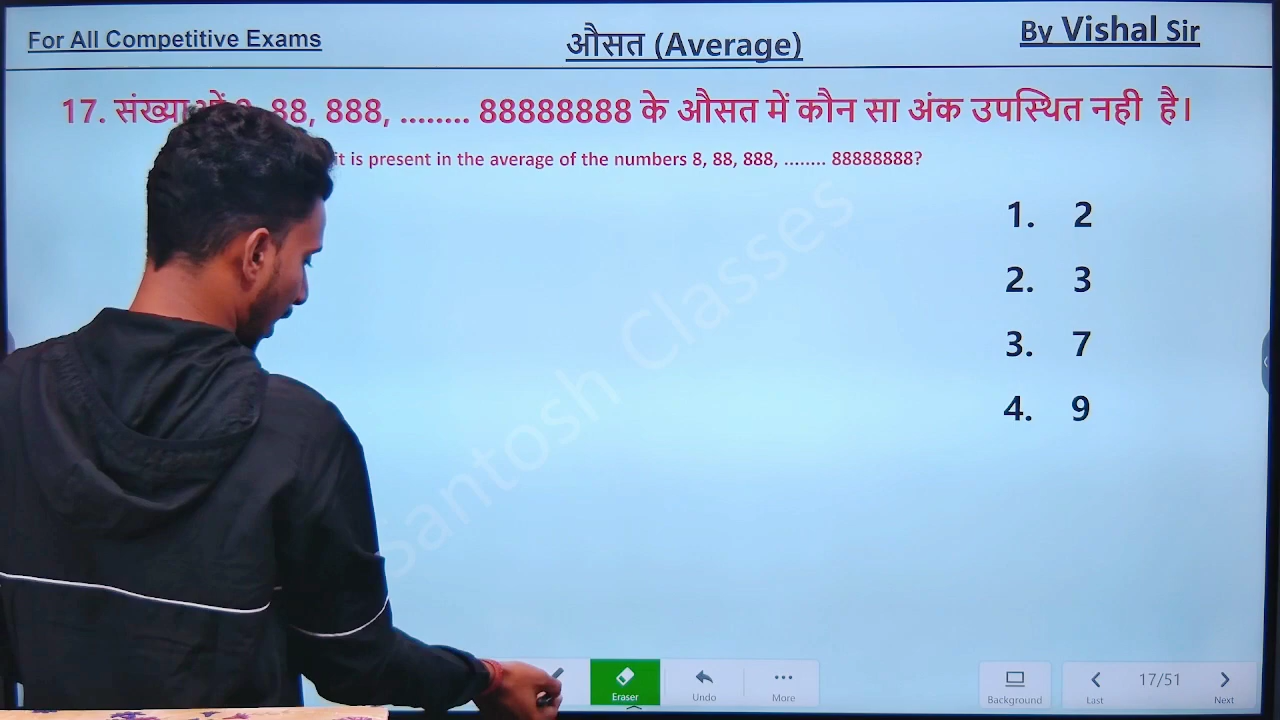 For All Competitive Exams
औसत (Average)
By Vishal Sir
17. 88, 888, ........ 88888888 के औसत में कौन सा अंक उपस्थित नही है।
is present in the average of the numbers 8, 88, 888, ........ 88888888?
1. 2
2. 3
3. 7
4. 9
Santosh Classes
Eraser
Undo
More
Background
Last
17/51
Next